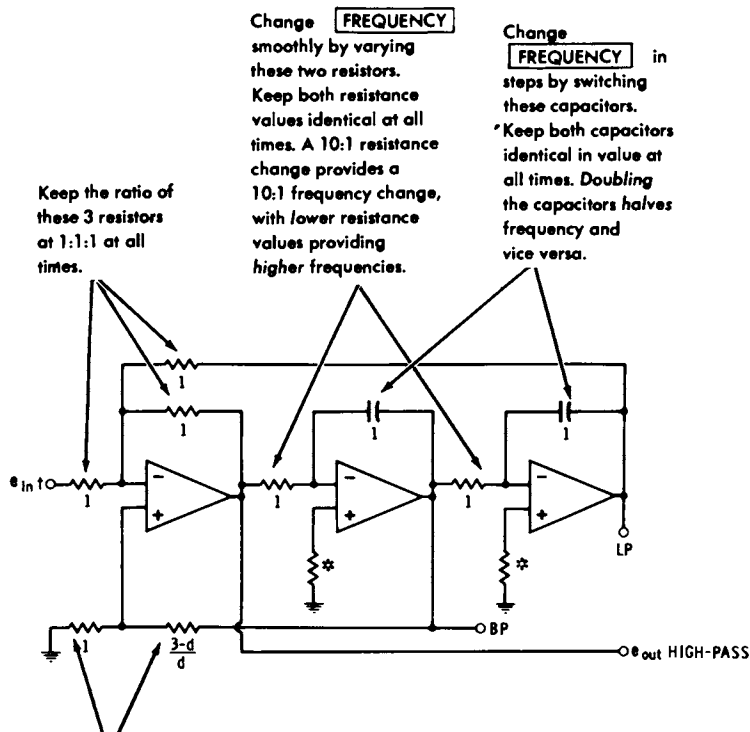 Change FREQUENCY
smoothly by varying
these two resistors.
Keep both resistance
values identical at all
times. A 10:1 resistance
change provides a
10:1 frequency change,
with lower resistance
values providing
higher frequencies.
Change
FREQUENCY in
steps by switching
these capacitors.
Keep both capacitors
identical in value at
all times. Doubling
the capacitors halves
frequency and
vice versa.
Keep the ratio of
these 3 resistors
at 1:1:1 at all
times.
1
1
1
1
e in †
1
−
+
1
−
+
1
−
+
*
*
LP
1
3-d
d
BP
e out HIGH-PASS